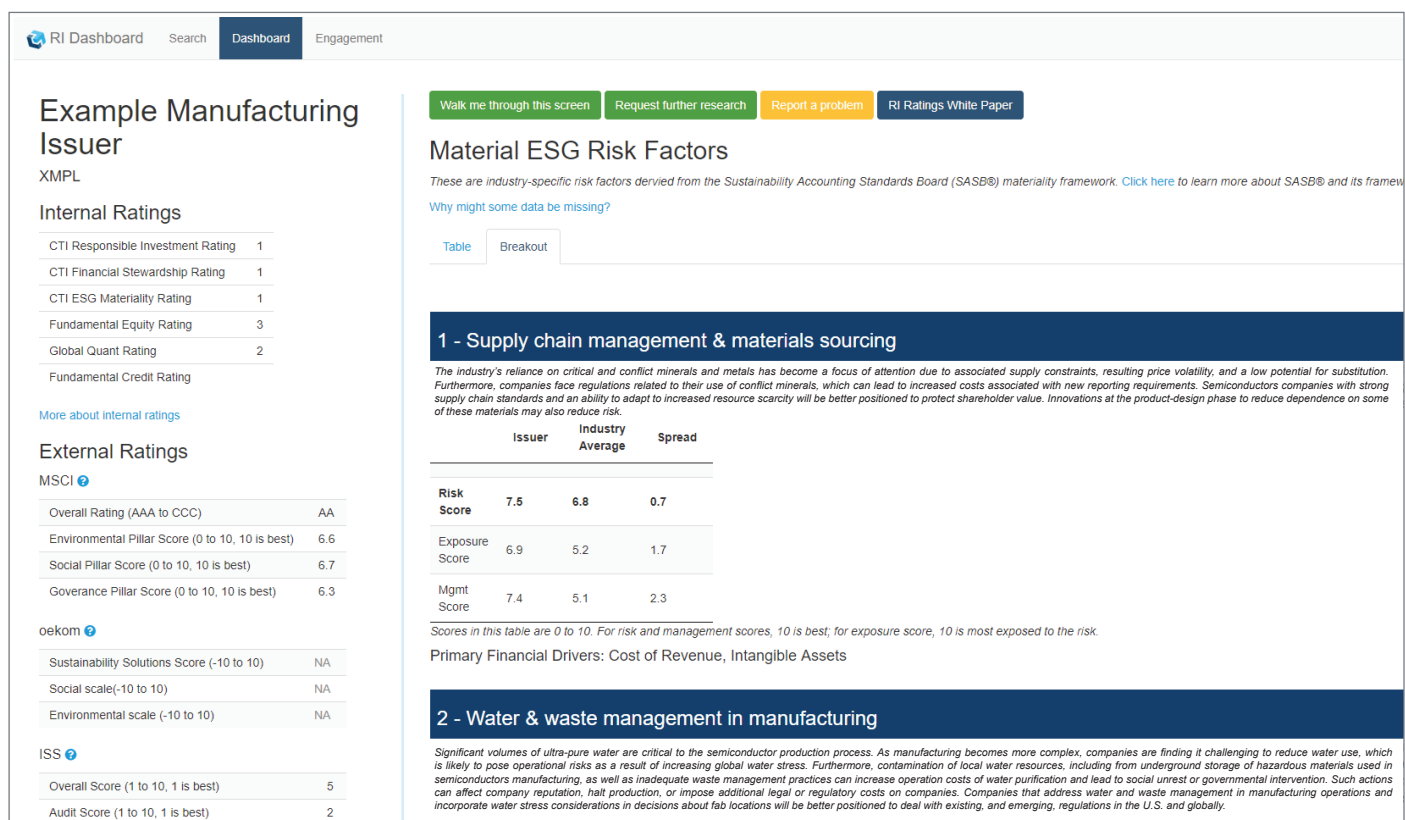 RI Dashboard Search Dashboard Engagement
Example Manufacturing
Issuer
XMPL
Internal Ratings
CTI Responsible Investment Rating 1
CTI Financial Stewardship Rating 1
CTI ESG Materiality Rating 1
Fundamental Equity Rating 3
Global Quant Rating 2
Fundamental Credit Rating
More about internal ratings
External Ratings
MSCI
Overall Rating (AAA to CCC) AA
Environmental Pillar Score (0 to 10, 10 is best) 6.6
Social Pillar Score (0 to 10, 10 is best) 6.7
Goverance Pillar Score (0 to 10, 10 is best) 6.3
oekom
Sustainability Solutions Score (-10 to 10) NA
Social scale(-10 to 10) NA
Environmental scale (-10 to 10) NA
ISS
Overall Score (1 to 10, 1 is best) 5
Audit Score (1 to 10, 1 is best) 2
Walk me through this screen Request further research Report a problem RI Ratings White Paper
Material ESG Risk Factors
These are industry-specific risk factors dervied from the Sustainability Accounting Standards Board (SASB®) materiality framework. Click here to learn more about SASB® and its framew
Why might some data be missing?
Table Breakout
1 - Supply chain management & materials sourcing
The industry's reliance on critical and conflict minerals and metals has become a focus of attention due to associated supply constraints, resulting price volatility, and a low potential for substitution.
Furthermore, companies face regulations related to their use of conflict minerals, which can lead to increased costs associated with new reporting requirements. Semiconductors companies with strong
supply chain standards and an ability to adapt to increased resource scarcity will be better positioned to protect shareholder value. Innovations at the product-design phase to reduce dependence on some
of these materials may also reduce risk.
Issuer Industry Average Spread
Risk Score 7.5 6.8 0.7
Exposure Score 6.9 5.2 1.7
Mgmt Score 7.4 5.1 2.3
Scores in this table are 0 to 10. For risk and management scores, 10 is best; for exposure score, 10 is most exposed to the risk.
Primary Financial Drivers: Cost of Revenue, Intangible Assets
2 - Water & waste management in manufacturing
Significant volumes of ultra-pure water are critical to the semiconductor production process. As manufacturing becomes more complex, companies are finding it challenging to reduce water use, which
is likely to pose operational risks as a result of increasing global water stress. Furthermore, contamination of local water resources, including from underground storage of hazardous materials used in
semiconductors manufacturing, as well as inadequate waste management practices can increase operation costs of water purification and lead to social unrest or governmental intervention. Such actions
can affect company reputation, halt production, or impose additional legal or regulatory costs on companies. Companies that address water and waste management in manufacturing operations and
incorporate water stress considerations in decisions about fab locations will be better positioned to deal with existing, and emerging, regulations in the U.S. and globally.